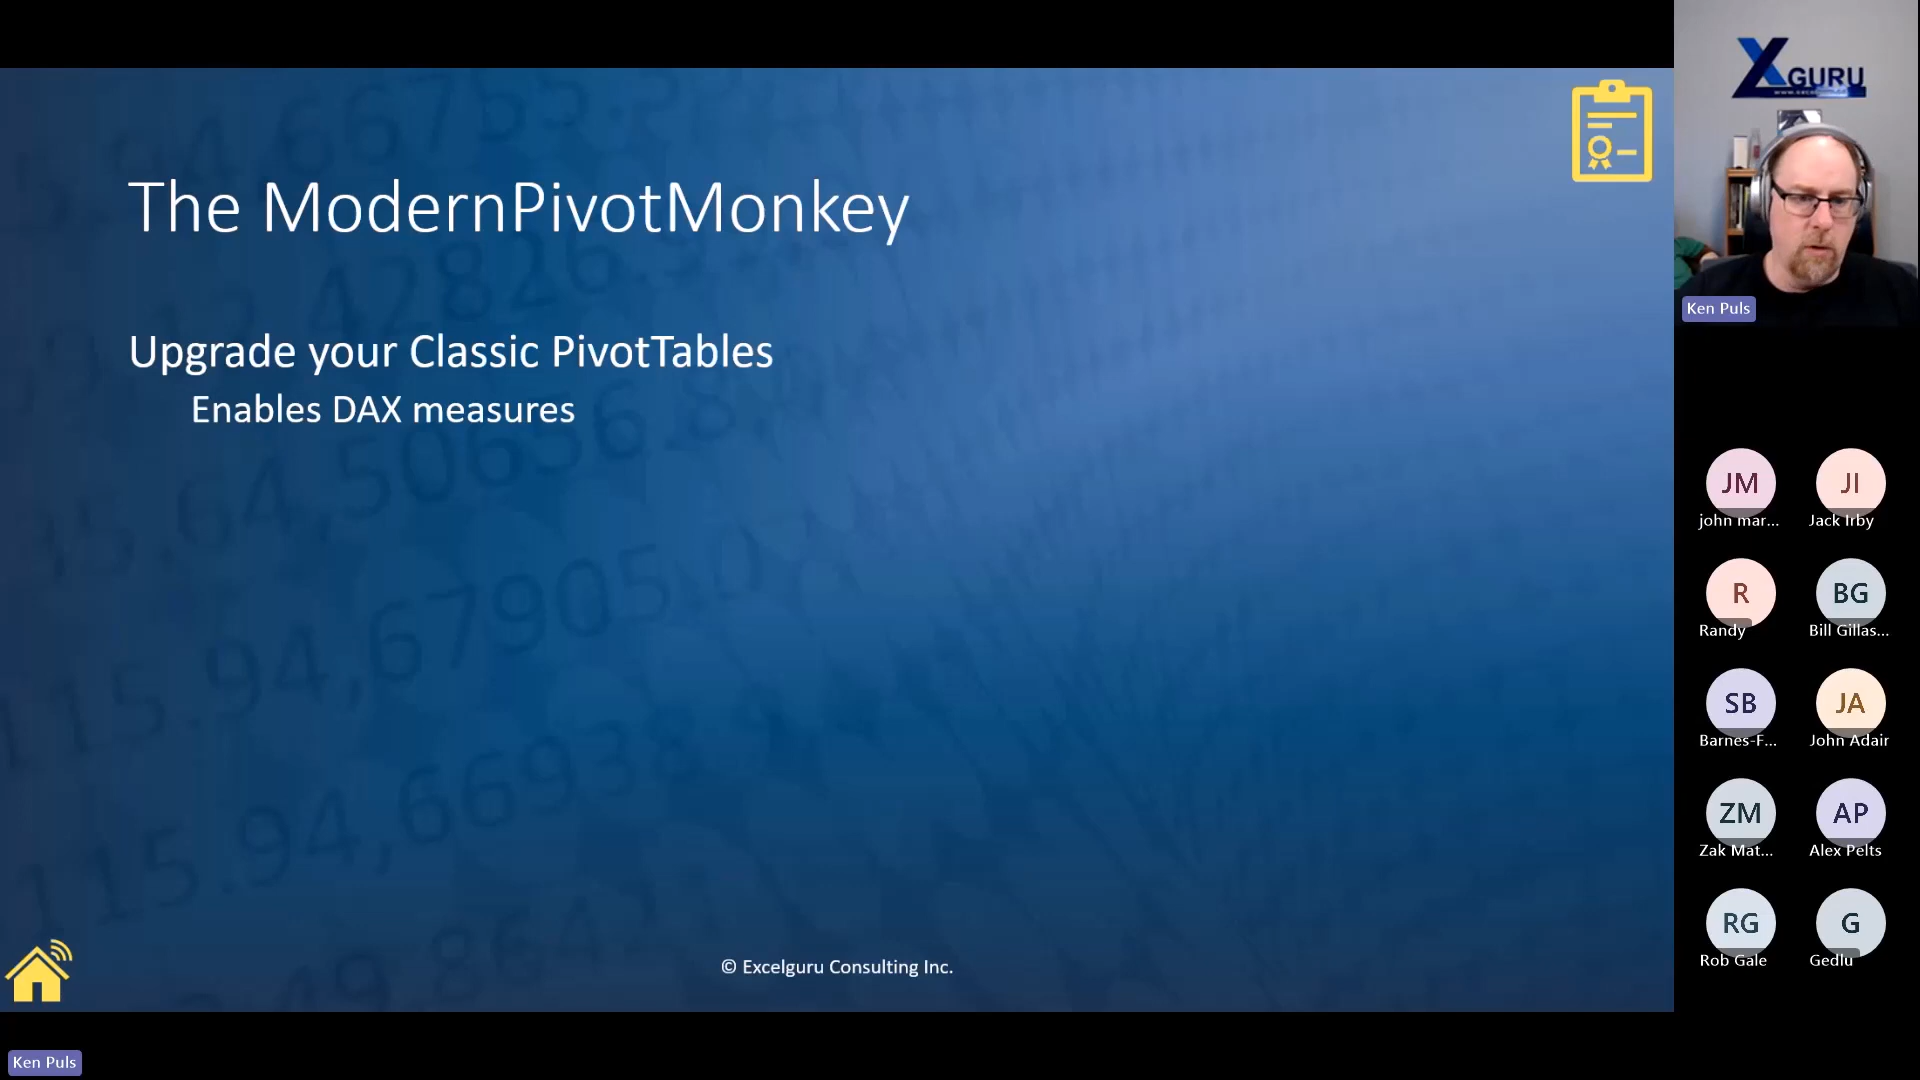 The ModernPivotMonkey
Upgrade your Classic PivotTables
Enables DAX measures
© Excelguru Consulting Inc.
Ken Puls
XGURU
Ken Puls
JM
john mar...
JI
Jack Irby
R
Randy
BG
Bill Gillas...
SB
Barnes-F...
JA
John Adair
ZM
Zak Mat...
AP
Alex Pelts
RG
Rob Gale
G
Gedlu